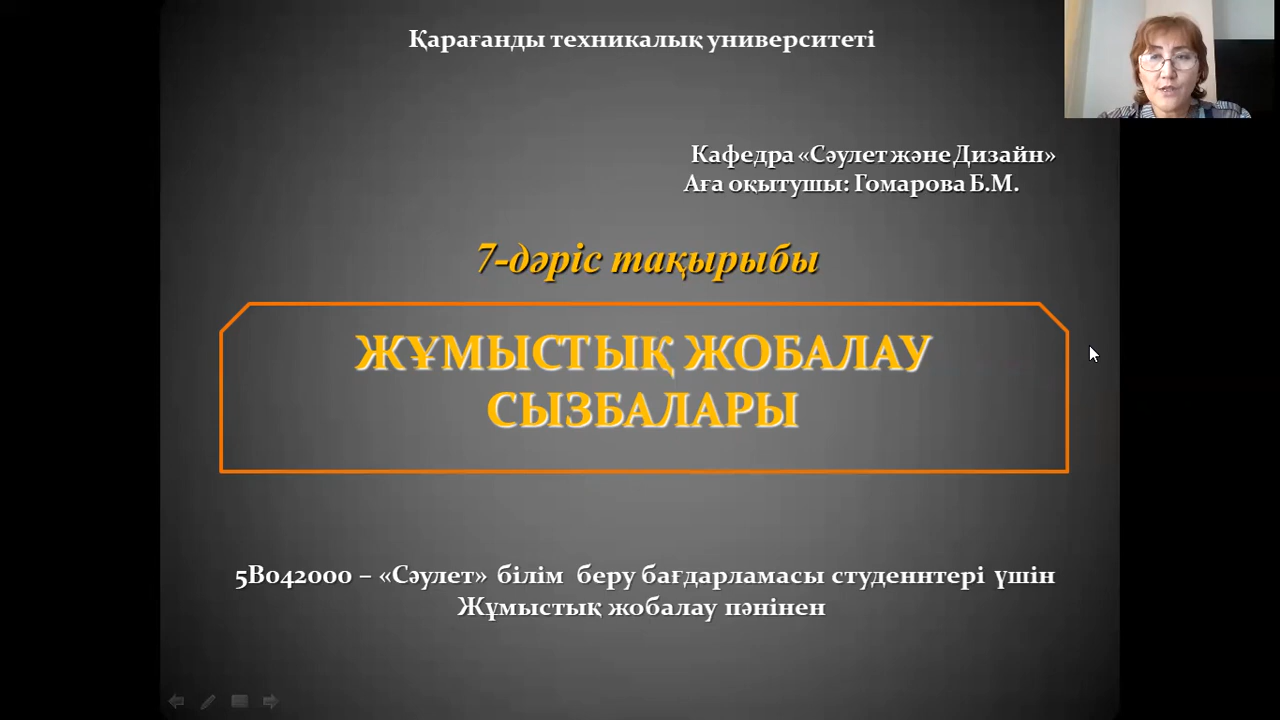 Қарағанды техникалық университеті
Кафедра «Сәулет және Дизайн»
Аға оқытушы: Гомарова Б.М.
7-дәріс тақырыбы
ЖҰМЫСТЫҚ ЖОБАЛАУ
СЫЗБАЛАРЫ
5В042000 – «Сәулет» білім беру бағдарламасы студеннтері үшін
Жұмыстық жобалау пәнінен